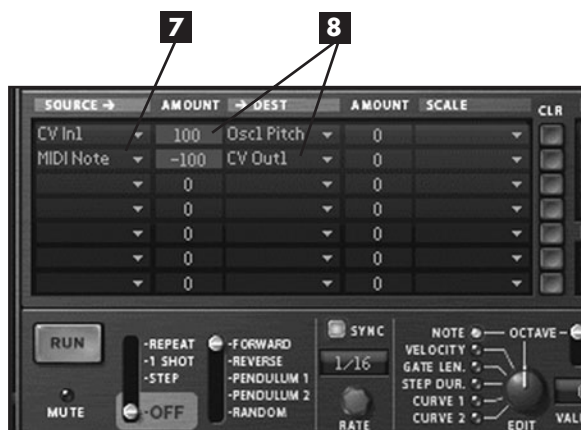 7 8
SOURCE → AMOUNT → DEST AMOUNT SCALE CLR
CV In1 100 Osc1 Pitch 0
MIDI Note -100 CV Out1 0
0 0
0 0
0 0
0 0
0 0
RUN
MUTE
-REPEAT
-1 SHOT
-STEP
-OFF
-FORWARD
-REVERSE
-PENDULUM 1
-PENDULUM 2
-RANDOM
SYNC
1/16
RATE
NOTE
VELOCITY
GATE LEN.
STEP DUR.
CURVE 1
CURVE 2
OCTAVE
EDIT